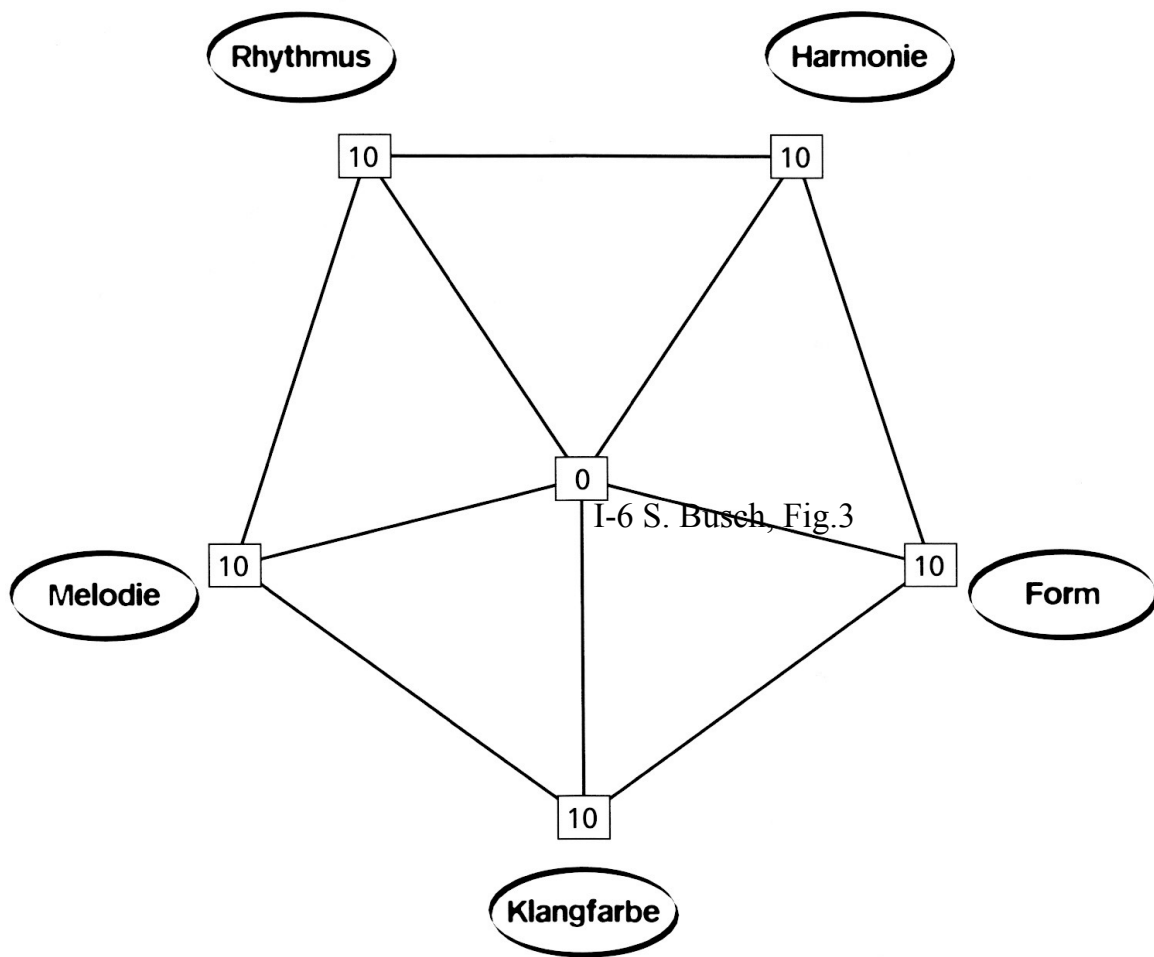 Rhythmus
Harmonie
10
10
0
I-6 S. Busch, Fig.3
10
10
Melodie
Form
10
Klangfarbe